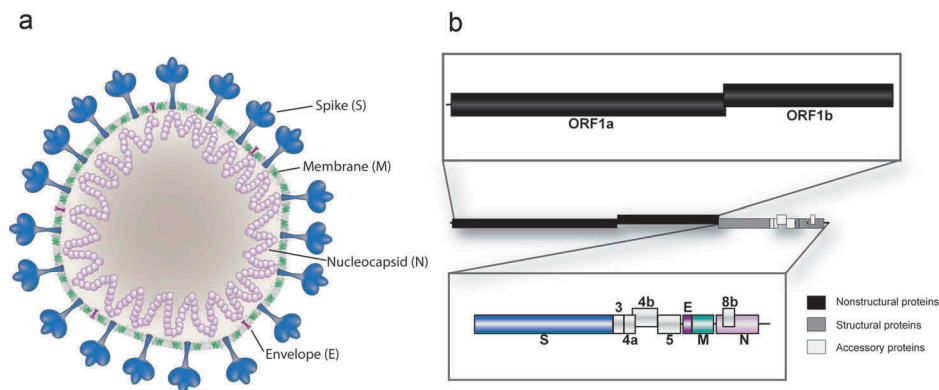 a
Spike (S)
Membrane (M)
Nucleocapsid (N)
Envelope (E)
b
ORF1a
ORF1b
3
4b
E
8b
S
4a
5
M
N
Nonstructural proteins
Structural proteins
Accessory proteins